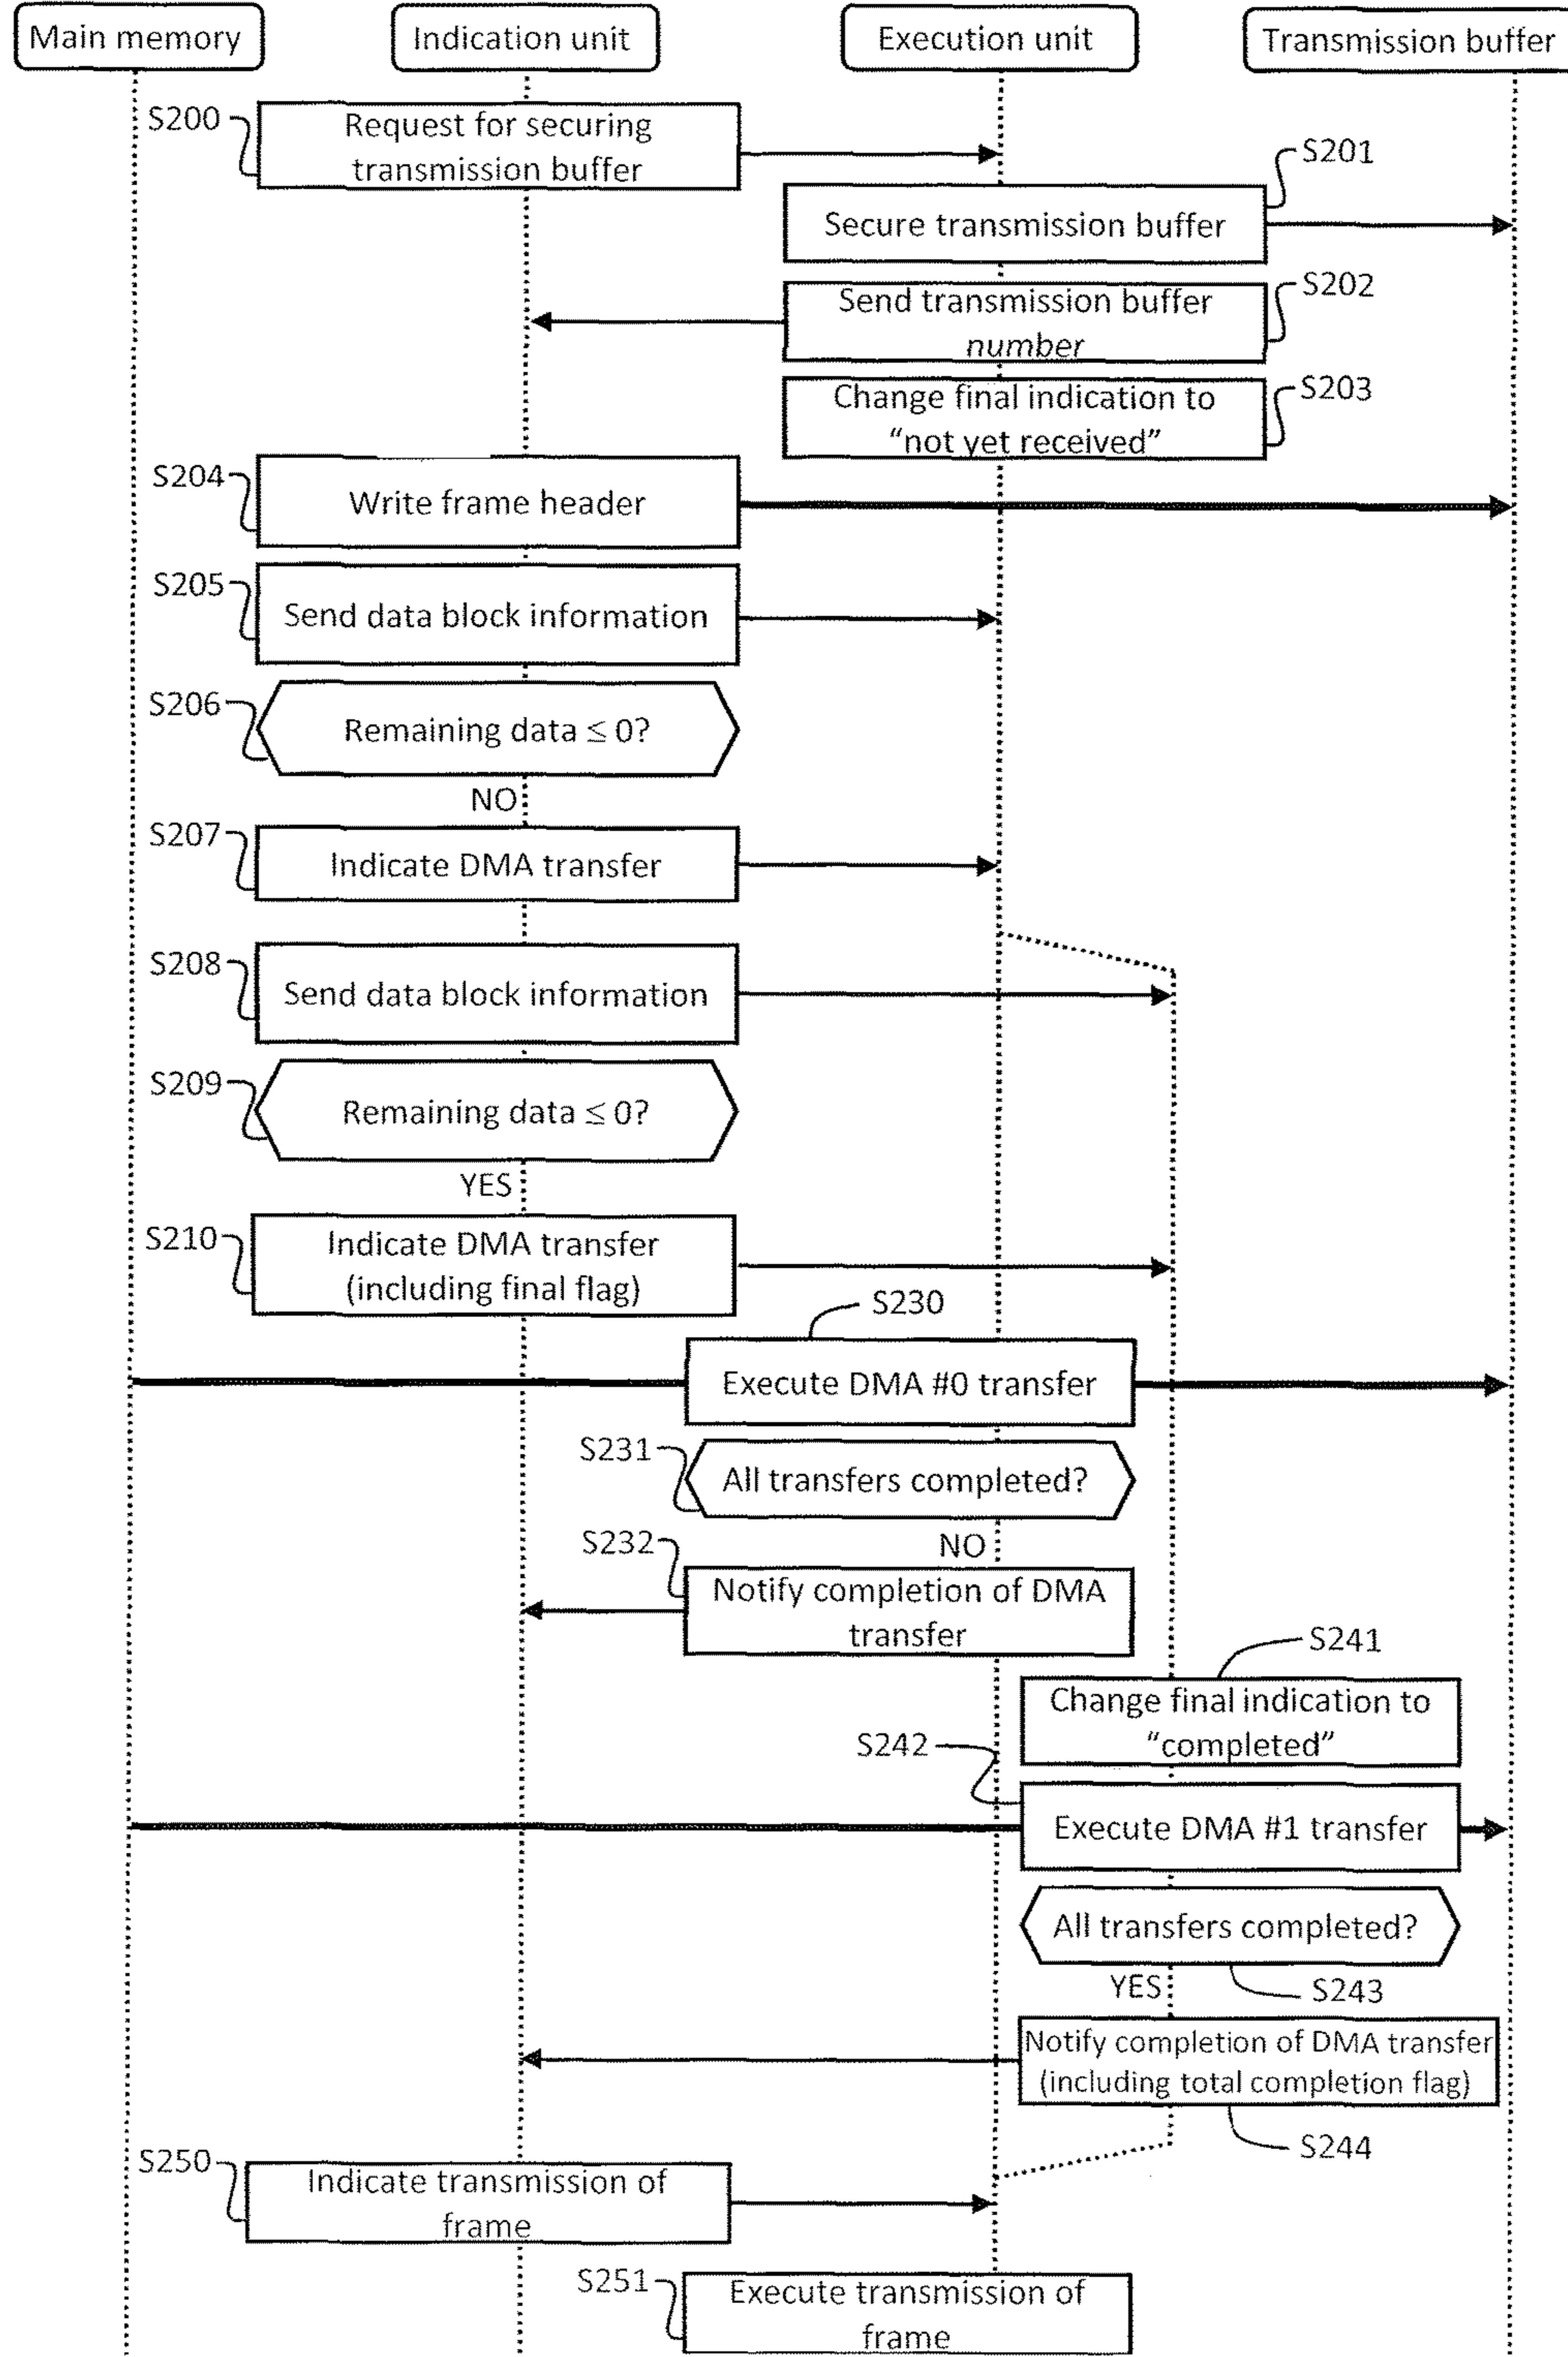 Main memory
Indication unit
Execution unit
Transmission buffer
S200
Request for securing
transmission buffer
S201
Secure transmission buffer
S202
Send transmission buffer
number
S203
Change final indication to
“not yet received”
S204
Write frame header
S205
Send data block information
S206
Remaining data ≤ 0?
NO
S207
Indicate DMA transfer
S208
Send data block information
S209
Remaining data ≤ 0?
YES
S210
Indicate DMA transfer
(including final flag)
S230
Execute DMA #0 transfer
S231
All transfers completed?
NO
S232
Notify completion of DMA
transfer
S241
Change final indication to
“completed”
S242
Execute DMA #1 transfer
All transfers completed?
YES
S243
Notify completion of DMA transfer
(including total completion flag)
S244
S250
Indicate transmission of
frame
S251
Execute transmission of
frame